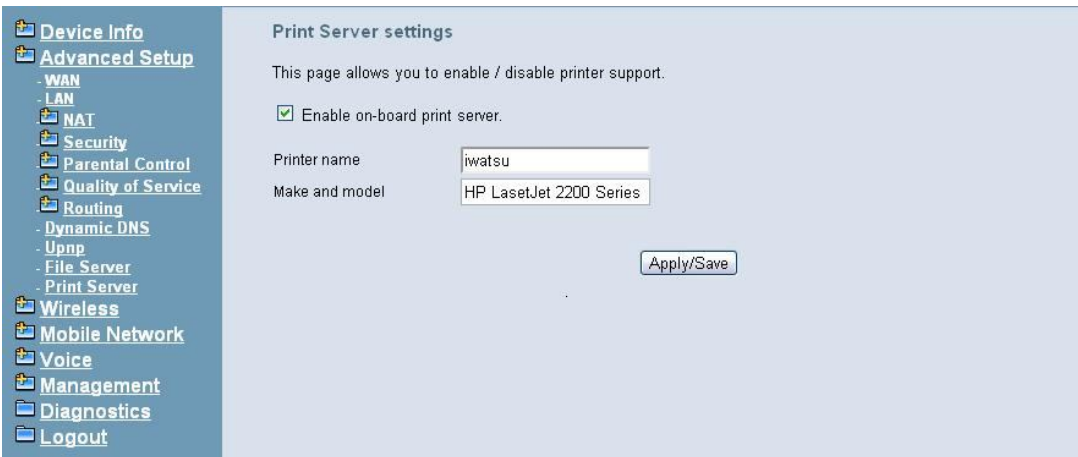 Device Info
Advanced Setup
- WAN
- LAN
NAT
Security
Parental Control
Quality of Service
Routing
- Dynamic DNS
- Upnp
- File Server
- Print Server
Wireless
Mobile Network
Voice
Management
Diagnostics
Logout
Print Server settings
This page allows you to enable / disable printer support.
Enable on-board print server.
Printer name iwatsu
Make and model HP LasetJet 2200 Series
Apply/Save